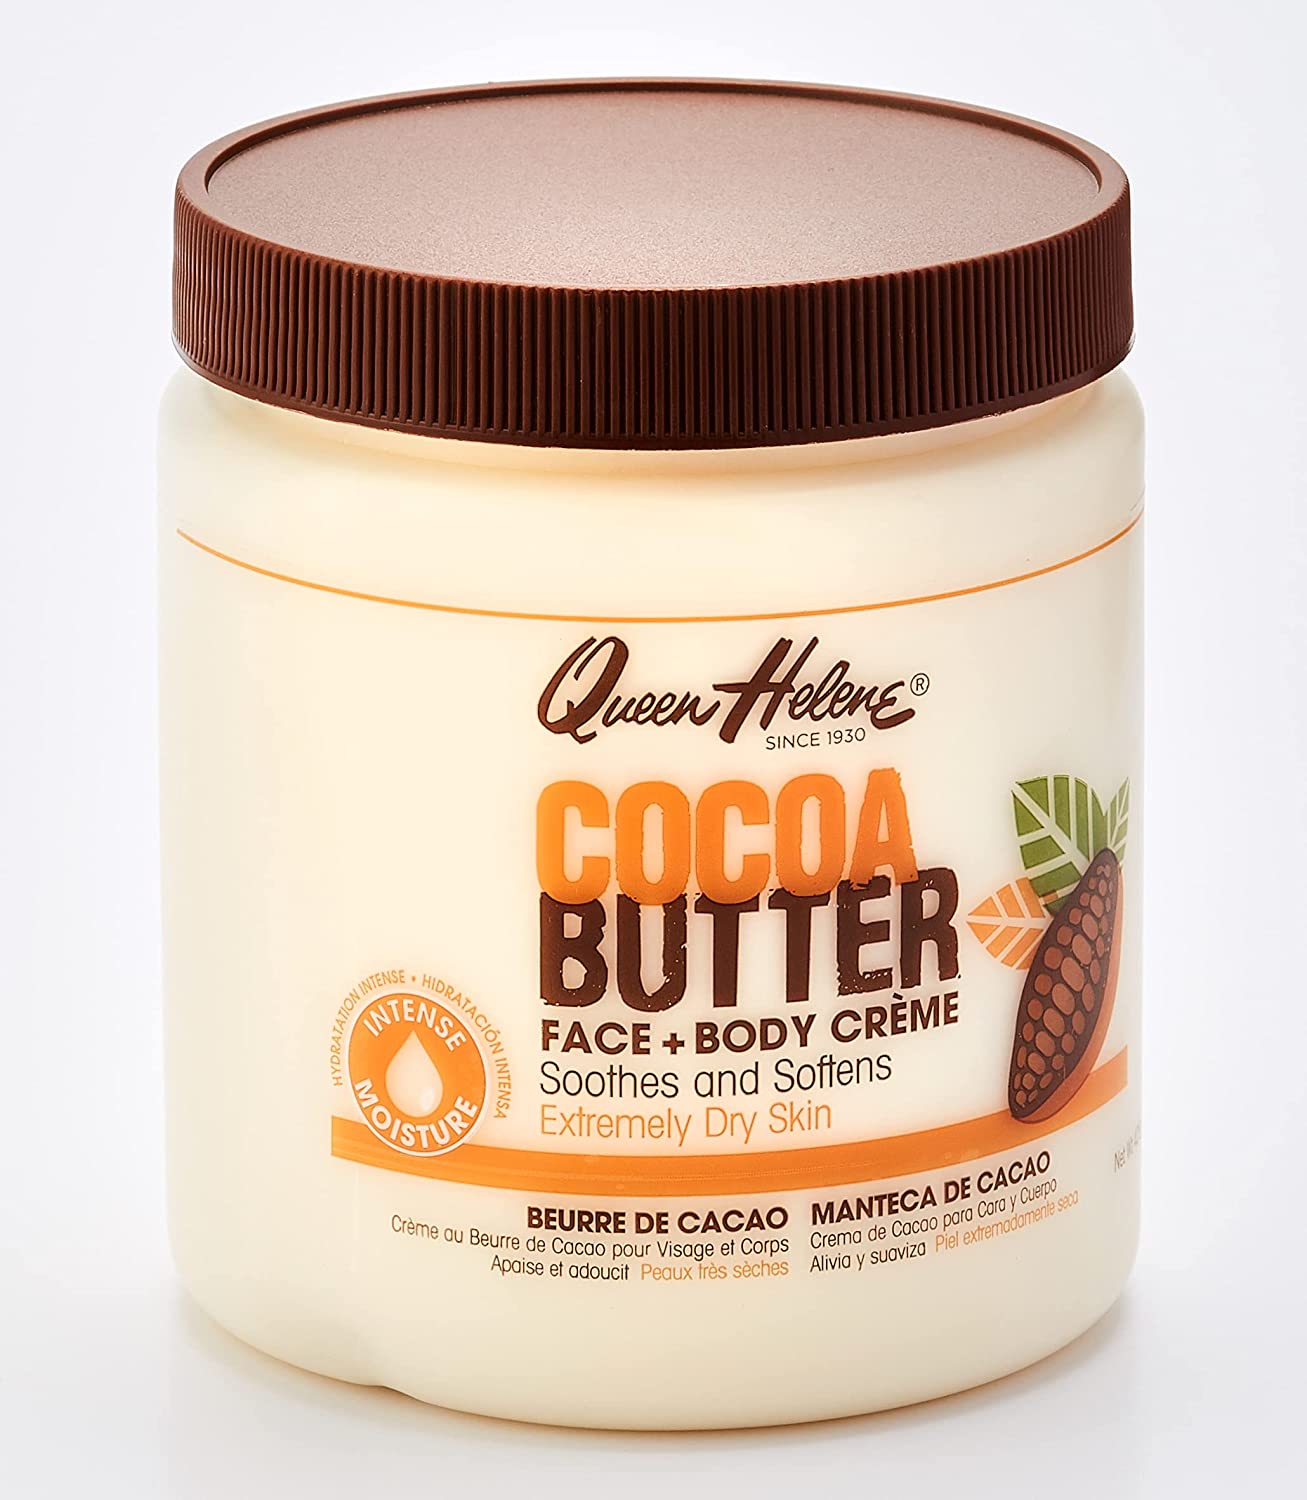 Queen Helene®
SINCE 1930
COCOA
BUTTER
FACE + BODY CRÈME
Soothes and Softens
Extremely Dry Skin
HYDRATATION INTENSE • HIDRATACIÓN INTENSA
INTENSE
MOISTURE
Net Wt
BEURRE DE CACAO
Crème au Beurre de Cacao pour Visage et Corps
Apaise et adoucit Peaux très sèches
MANTECA DE CACAO
Crema de Cacao para Cara y Cuerpo
Alivia y suaviza Piel extremadamente seca